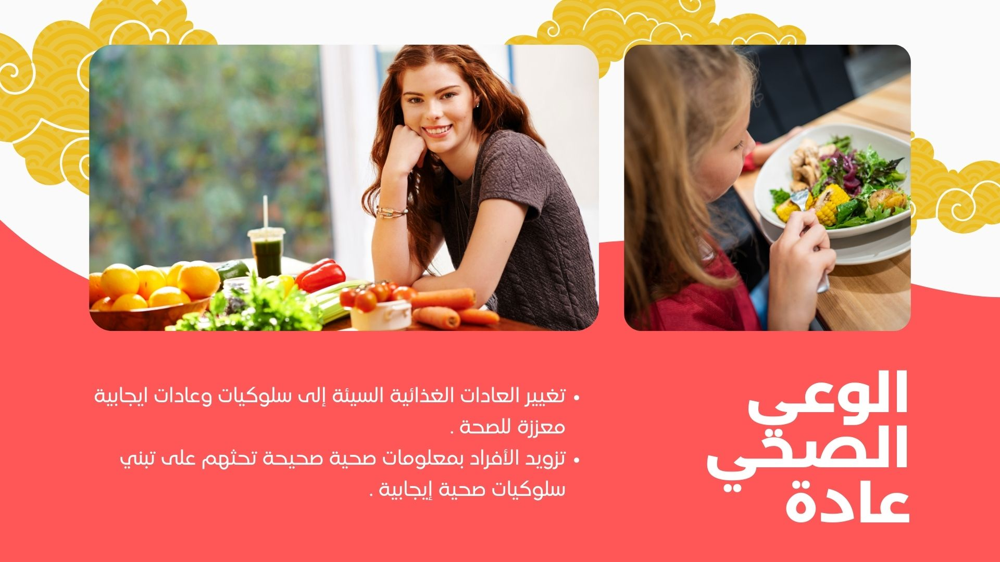 الوعي
الصحي
عادة
• تغيير العادات الغذائية السيئة إلى سلوكيات وعادات ايجابية
معززة للصحة .
• تزويد الأفراد بمعلومات صحية صحيحة تحثهم على تبني
سلوكيات صحية إيجابية .